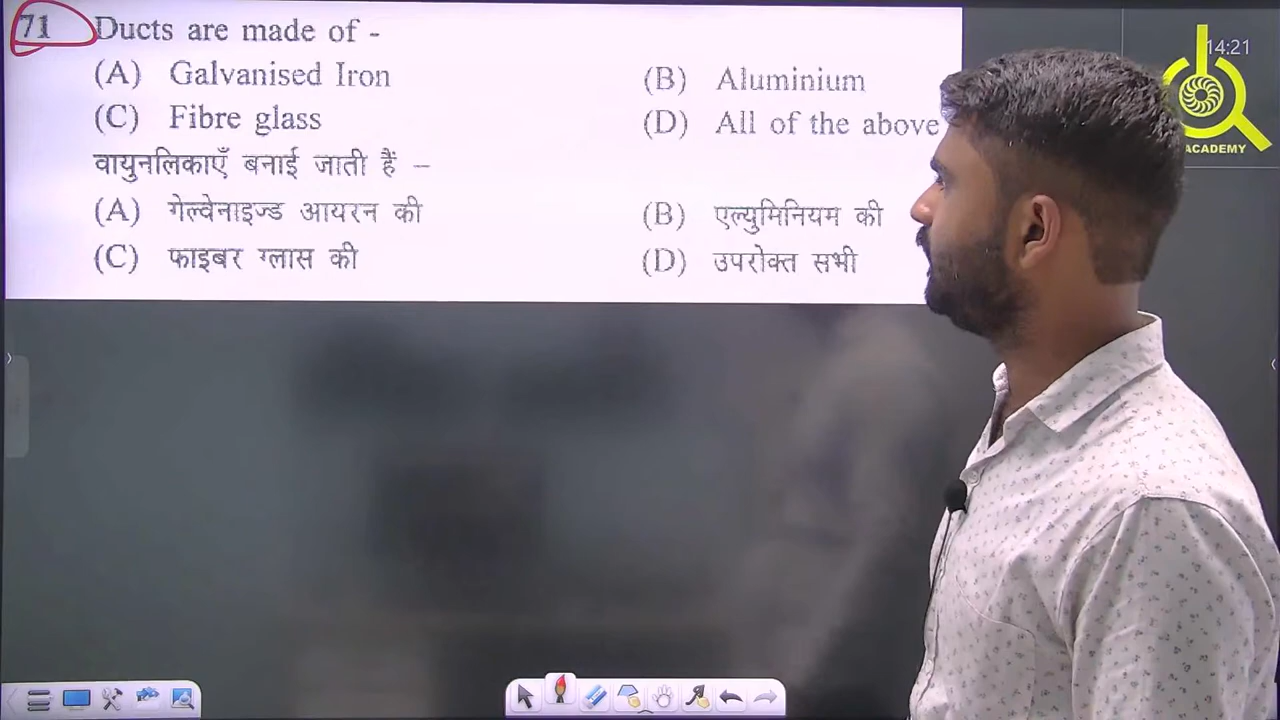 71 Ducts are made of -
(A) Galvanised Iron (B) Aluminium
(C) Fibre glass (D) All of the above
वायुनलिकाएँ बनाई जाती हैं –
(A) गेल्वेनाइज्ड आयरन की (B) एल्युमिनियम की
(C) फाइबर ग्लास की (D) उपरोक्त सभी
14:21
ACADEMY